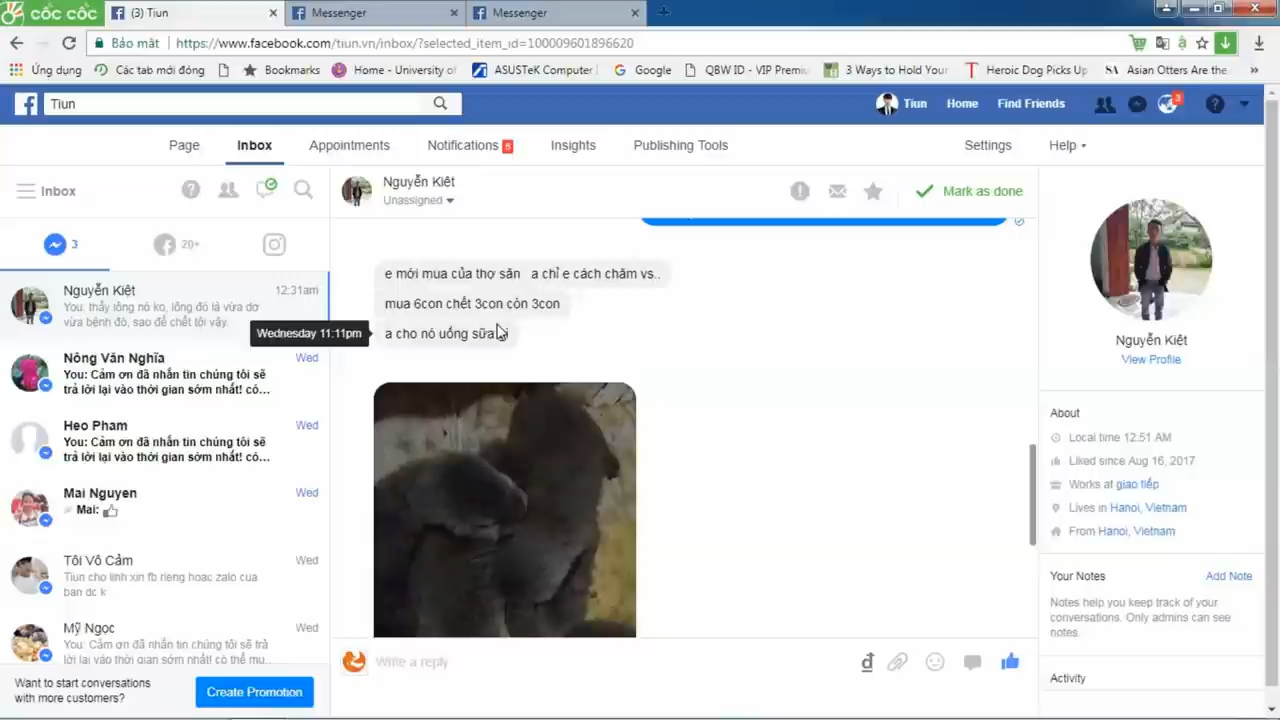 cốc cốc
(3) Tiun
Messenger
Messenger
Bảo mật
https://www.facebook.com/tiun.vn/inbox/?selected_item_id=100009601896620
Ứng dụng
Các tab mới đóng
Bookmarks
Home - University of
ASUSTeK Computer
Google
QBW ID - VIP Premiu
3 Ways to Hold Your
Heroic Dog Picks Up
SA Asian Otters Are the
»
Tiun
Tiun
Home
Find Friends
3
Page
Inbox
Appointments
Notifications 5
Insights
Publishing Tools
Settings
Help
Inbox
Nguyễn Kiệt
Unassigned
Mark as done
3
20+
Nguyễn Kiệt
12:31am
You: thấy lông nó ko, lông đó là vừa dơ
vừa bệnh đó, sao để chết tội vậy.
Nông Văn Nghĩa
Wed
You: Cảm ơn đã nhắn tin chúng tôi sẽ
trả lời lại vào thời gian sớm nhất! có...
Heo Pham
Wed
You: Cảm ơn đã nhắn tin chúng tôi sẽ
trả lời lại vào thời gian sớm nhất! có...
Mai Nguyen
Wed
Mai:
Tôi Vô Cảm
Wed
Tiun cho linh xin fb rieng hoac zalo cua
ban dc k
Mỹ Ngọc
Wed
You: Cảm ơn đã nhắn tin chúng tôi sẽ
trả lời lại vào thời gian sớm nhất! có thể mu...
Want to start conversations
with more customers?
Create Promotion
e mới mua của thợ săn a chỉ e cách chăm vs..
mua 6con chết 3con còn 3con
Wednesday 11:11pm
a cho nó uống sữa
Write a reply
Nguyễn Kiệt
View Profile
About
Local time 12:51 AM
Liked since Aug 16, 2017
Works at giao tiếp
Lives in Hanoi, Vietnam
From Hanoi, Vietnam
Your Notes
Add Note
Notes help you keep track of your
conversations. Only admins can see
notes.
Activity